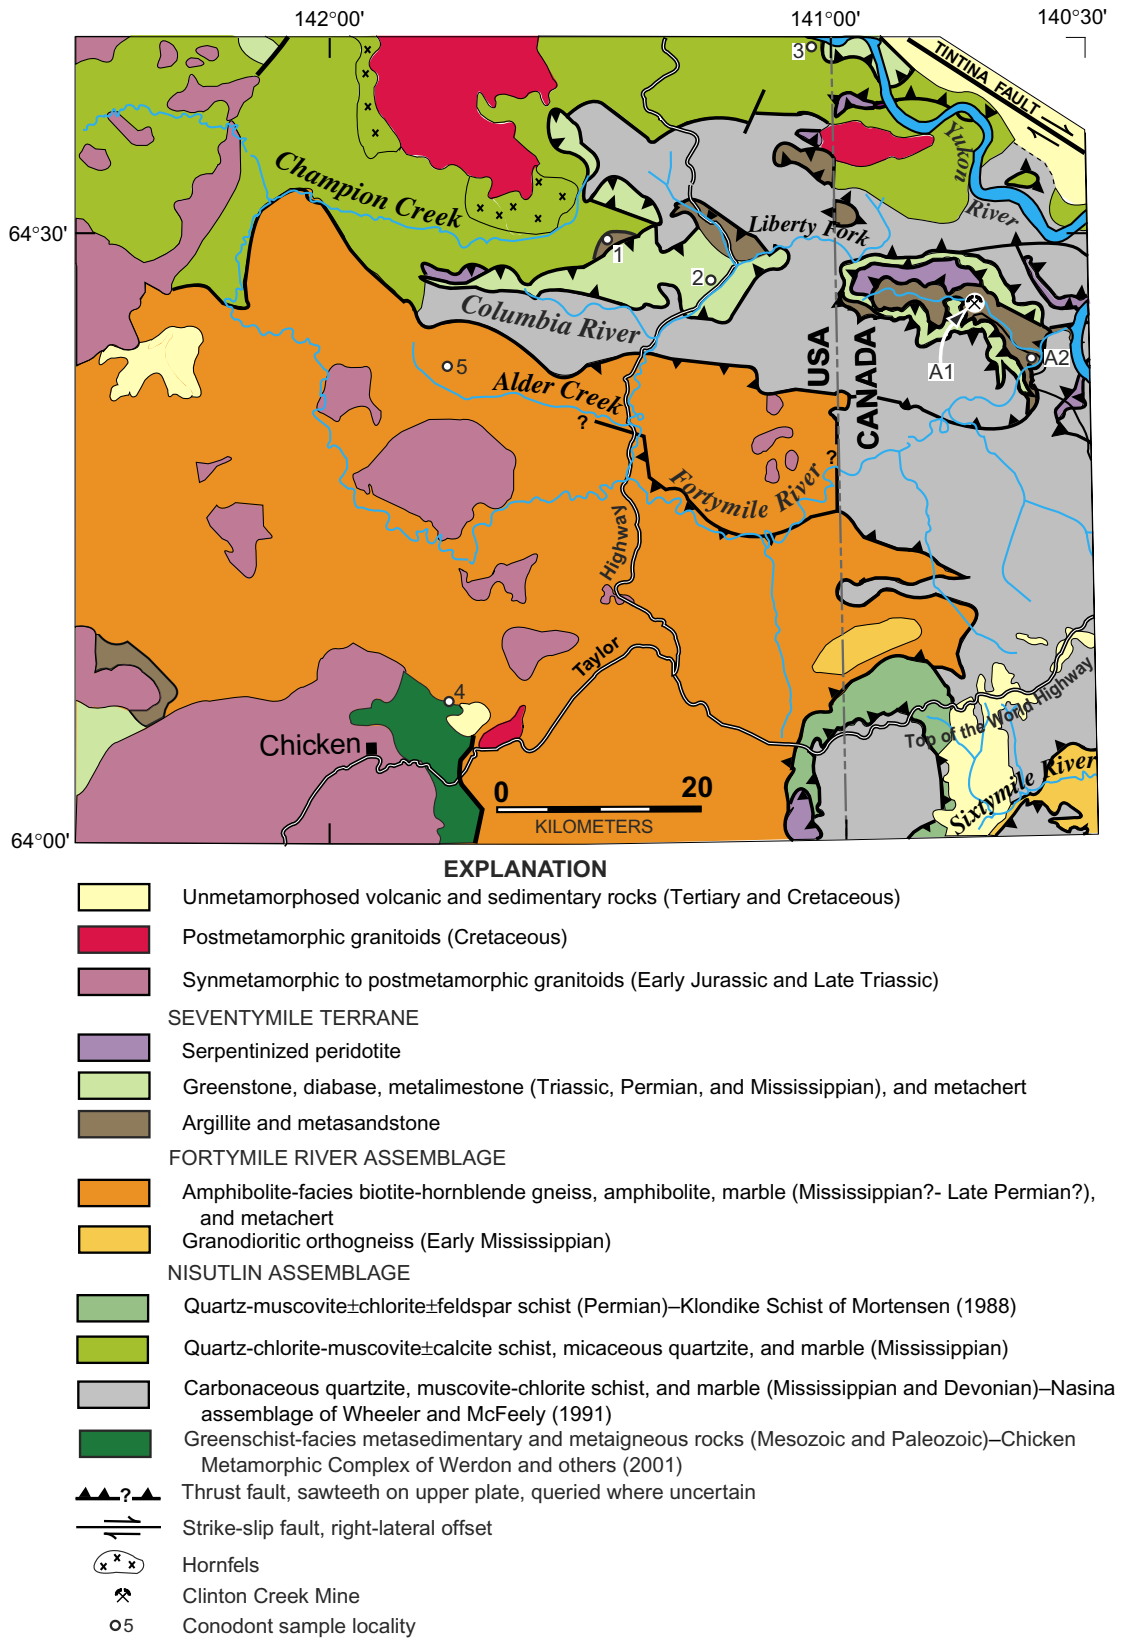 142°00'
141°00'
140°30'
3
TINTINA FAULT
Yukon
River
Champion Creek
64°30'
Liberty Fork
1
2
Columbia River
USA
CANADA
A1
A2
5
Alder Creek
?
Fortymile River
?
Highway
Taylor
4
Chicken
Top of the World Highway
Sixtymile River
0
20
KILOMETERS
64°00'
EXPLANATION
Unmetamorphosed volcanic and sedimentary rocks (Tertiary and Cretaceous)
Postmetamorphic granitoids (Cretaceous)
Synmetamorphic to postmetamorphic granitoids (Early Jurassic and Late Triassic)
SEVENTYMILE TERRANE
Serpentinized peridotite
Greenstone, diabase, metalimestone (Triassic, Permian, and Mississippian), and metachert
Argillite and metasandstone
FORTYMILE RIVER ASSEMBLAGE
Amphibolite-facies biotite-hornblende gneiss, amphibolite, marble (Mississippian?- Late Permian?),
and metachert
Granodioritic orthogneiss (Early Mississippian)
NISUTLIN ASSEMBLAGE
Quartz-muscovite±chlorite±feldspar schist (Permian)–Klondike Schist of Mortensen (1988)
Quartz-chlorite-muscovite±calcite schist, micaceous quartzite, and marble (Mississippian)
Carbonaceous quartzite, muscovite-chlorite schist, and marble (Mississippian and Devonian)–Nasina
assemblage of Wheeler and McFeely (1991)
Greenschist-facies metasedimentary and metaigneous rocks (Mesozoic and Paleozoic)–Chicken
Metamorphic Complex of Werdon and others (2001)
? Thrust fault, sawteeth on upper plate, queried where uncertain
Strike-slip fault, right-lateral offset
Hornfels
Clinton Creek Mine
5 Conodont sample locality